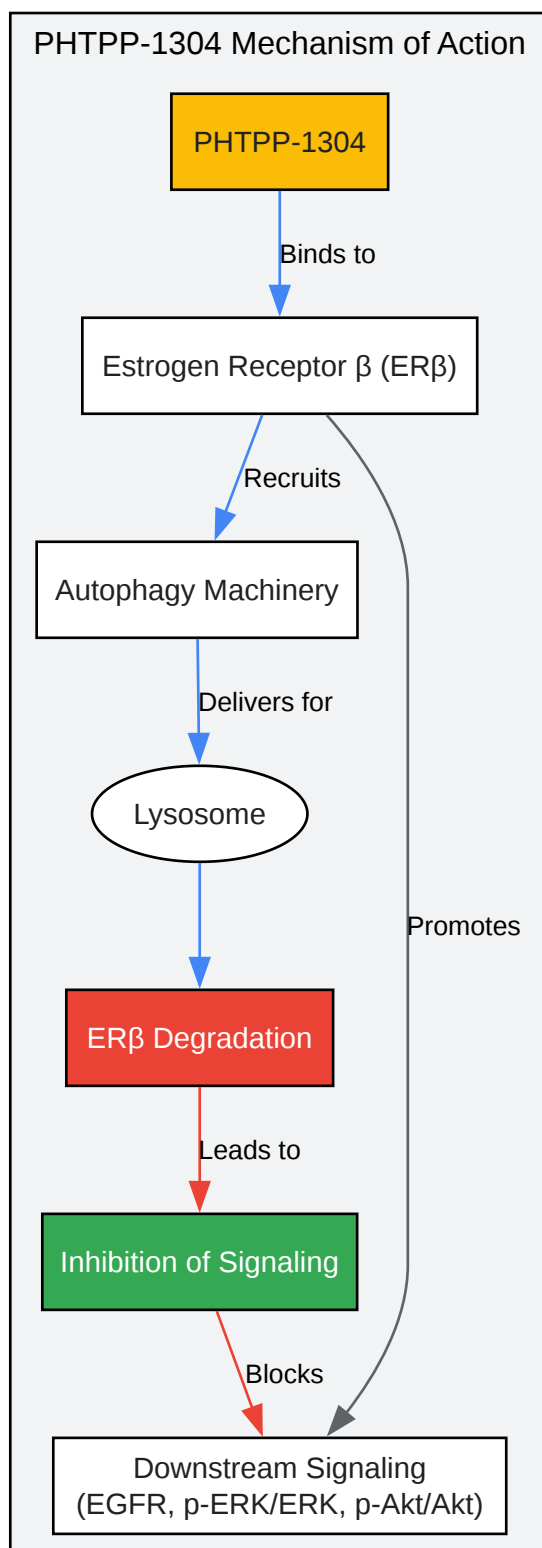 PHTPP-1304 Mechanism of Action
PHTPP-1304
Binds to
Estrogen Receptor β (ERβ)
Recruits
Autophagy Machinery
Delivers for
Lysosome
Promotes
ERβ Degradation
Leads to
Inhibition of Signaling
Blocks
Downstream Signaling
(EGFR, p-ERK/ERK, p-Akt/Akt)